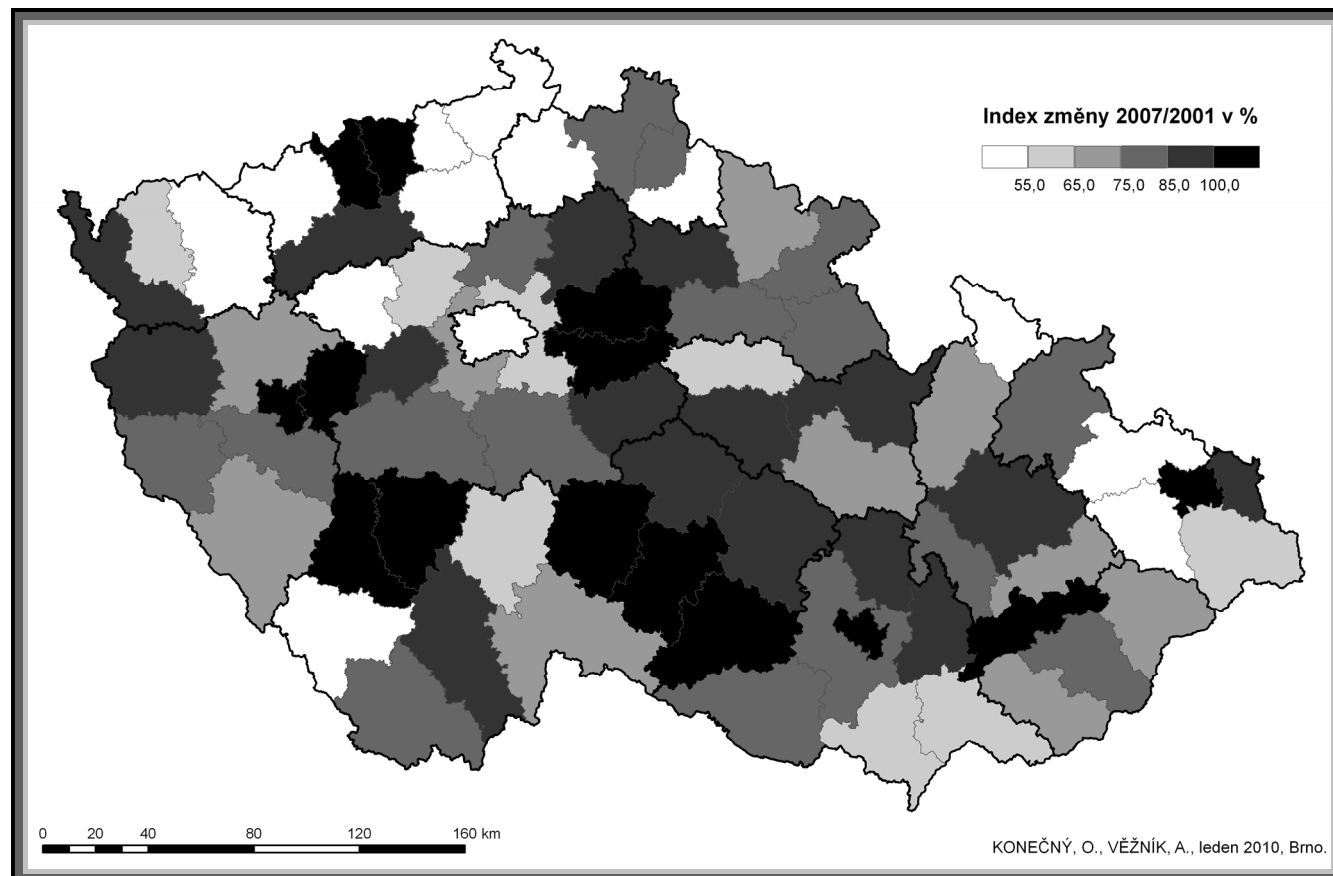 Index změny 2007/2001 v %
55,0 65,0 75,0 85,0 100,0
0 20 40 80 120 160 km
KONEČNÝ, O., VĚŽNÍK, A., leden 2010, Brno.